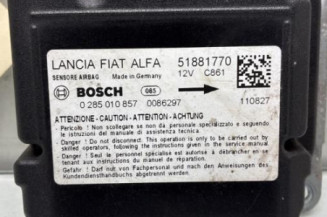 LANCIA FIAT ALFA 51881770
SENSORE AIRBAG Made in Germany 12V C861
BOSCH 085
0 285 010 857 0086297 110827
ATTENZIONE - CAUTION - ATTENTION - ACHTUNG
- Pericolo ! Non scollegare se non da personale specializzato e seguendo
le istruzioni del manuale di assistenza tecnica.
- Danger ! Do not disconnect. This operation is only to be carried out by
skilled personnel following the instructions given in the service manual
- Danger ! Seul le personnel spécialisé est autorisé à débrancher en se
tenant aux instructions du manuel de réparation.
- Gefahr ! Darf nur von Fachpersonal und nach den Anweisungen des
Kundendiensthandbuchs abgetrennt werden.